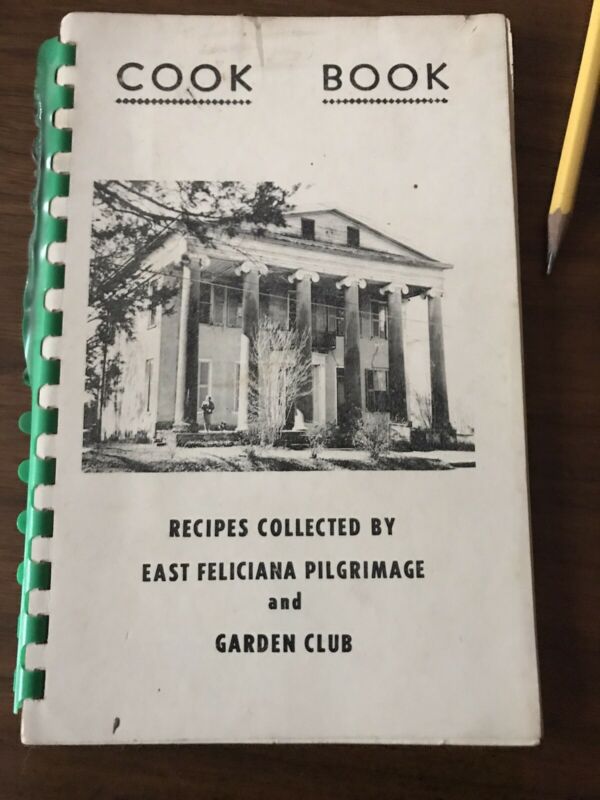 COOK BOOK
RECIPES COLLECTED BY
EAST FELICIANA PILGRIMAGE
and
GARDEN CLUB